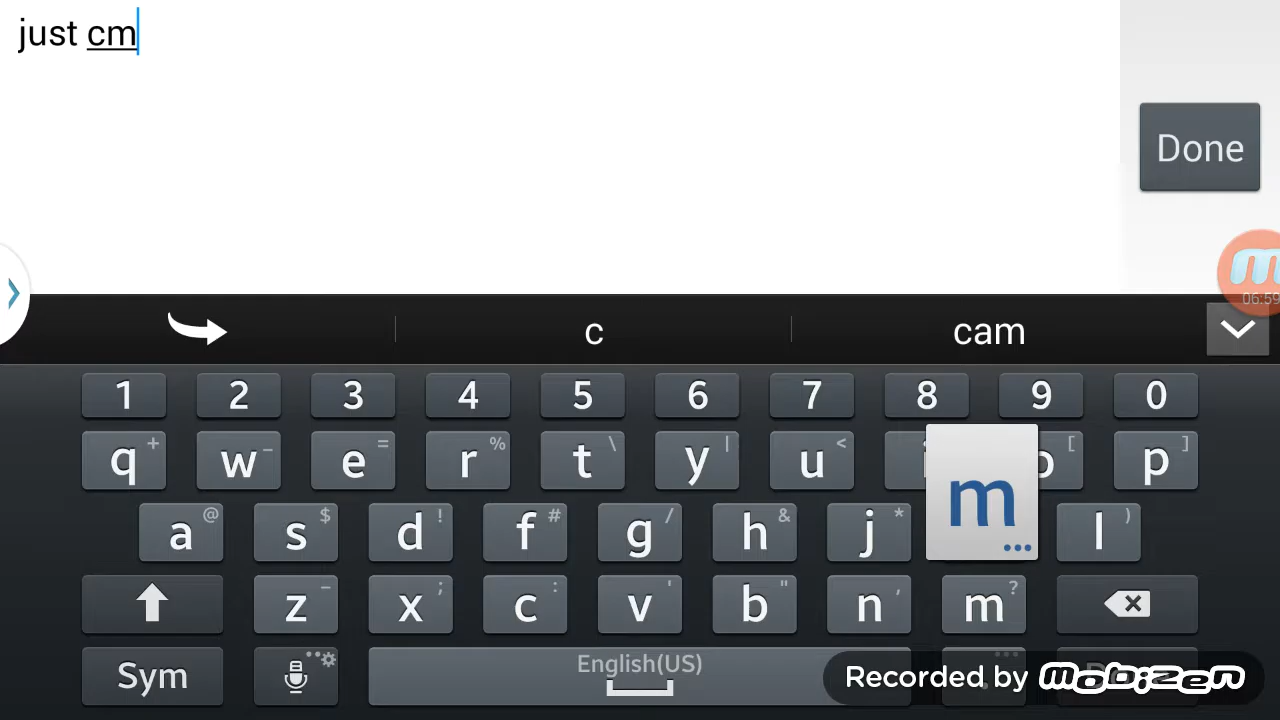 just cm
Done
06:59
c cam
1 2 3 4 5 6 7 8 9 0
q + w - e = r % t \ y | u < [ p ]
a @ s $ d ! f # g / h & j * m ... l )
z - x ; c : v ' b " n , m ?
Sym English(US)
Recorded by mobizen